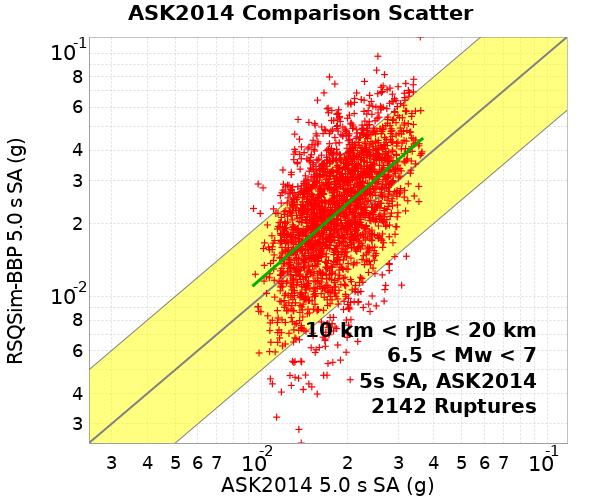 ASK2014 Comparison Scatter
RSQSim-BBP 5.0 s SA (g)
10-1
8
6
4
3
2
10-2
8
6
4
3
10 km < rJB < 20 km
6.5 < Mw < 7
5s SA, ASK2014
2142 Ruptures
3 4 5 6 7 10-2 2 3 4 5 6 7 10-1
ASK2014 5.0 s SA (g)